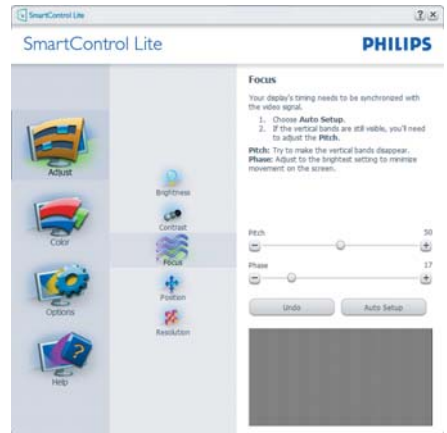 SmartControl Lite
SmartControl Lite
PHILIPS
Adjust
Color
Options
Help
Brightness
Contrast
Focus
Position
Resolution
Focus
Your display's timing needs to be synchronized with
the video signal.
1. Choose Auto Setup.
2. If the vertical bands are still visible, you'll need
to adjust the Pitch.
Pitch: Try to make the vertical bands disappear.
Phase: Adjust to the brightest setting to minimize
movement on the screen.
Pitch 50
Phase 17
Undo Auto Setup